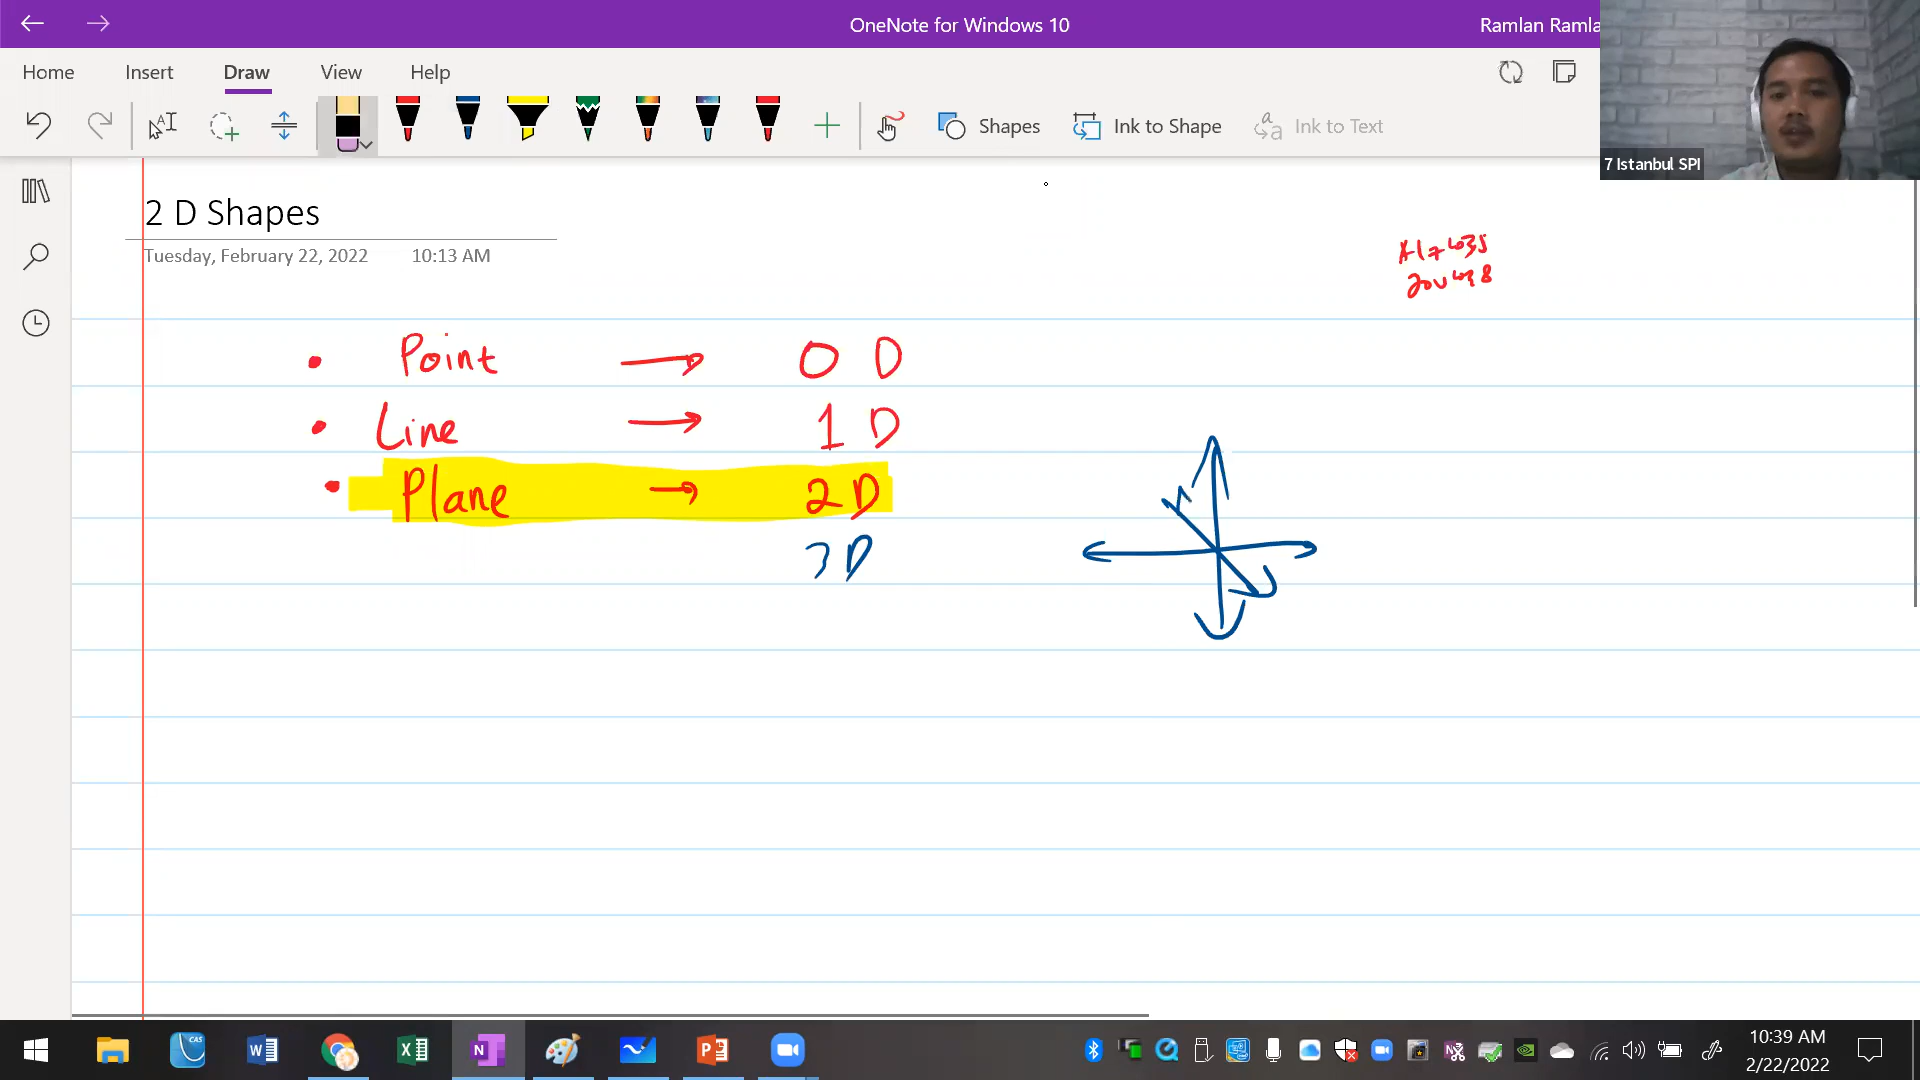 OneNote for Windows 10
Ramlan Ramla
Home Insert Draw View Help
Shapes Ink to Shape Ink to Text
7 Istanbul SPI
2 D Shapes
Tuesday, February 22, 2022 10:13 AM
• Point → 0 D
• Line → 1 D
• Plane → 2 D
3 D
10:39 AM
2/22/2022